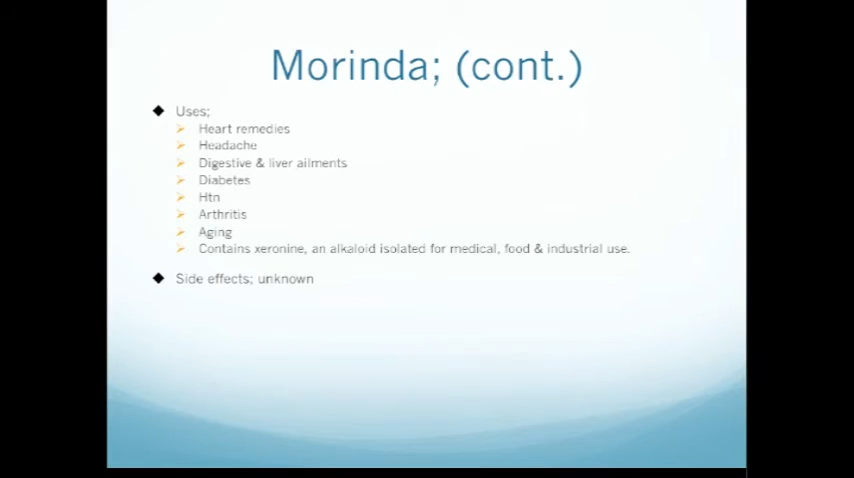 Morinda; (cont.)
Uses;
Heart remedies
Headache
Digestive & liver ailments
Diabetes
Htn
Arthritis
Aging
Contains xeronine, an alkaloid isolated for medical, food & industrial use.
Side effects; unknown